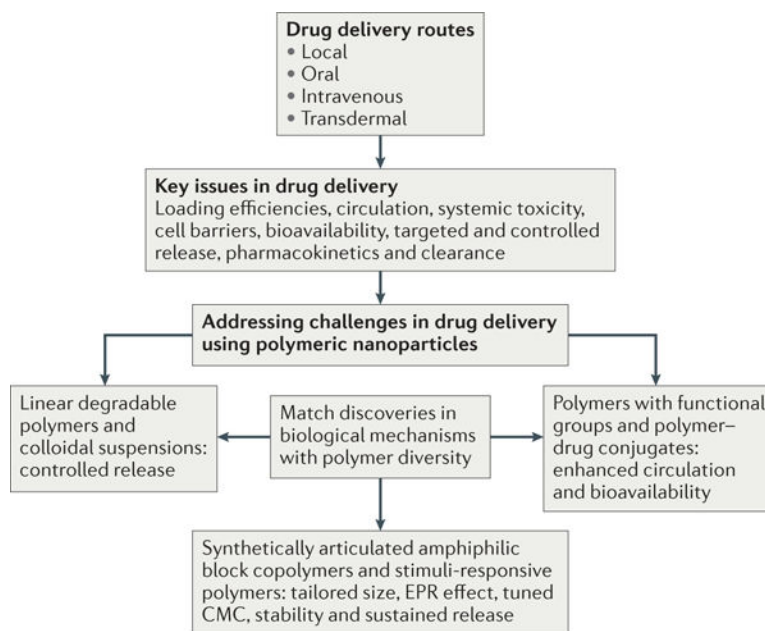 Drug delivery routes
• Local
• Oral
• Intravenous
• Transdermal
Key issues in drug delivery
Loading efficiencies, circulation, systemic toxicity,
cell barriers, bioavailability, targeted and controlled
release, pharmacokinetics and clearance
Addressing challenges in drug delivery
using polymeric nanoparticles
Linear degradable
polymers and
colloidal suspensions:
controlled release
Match discoveries in
biological mechanisms
with polymer diversity
Polymers with functional
groups and polymer–
drug conjugates:
enhanced circulation
and bioavailability
Synthetically articulated amphiphilic
block copolymers and stimuli-responsive
polymers: tailored size, EPR effect, tuned
CMC, stability and sustained release